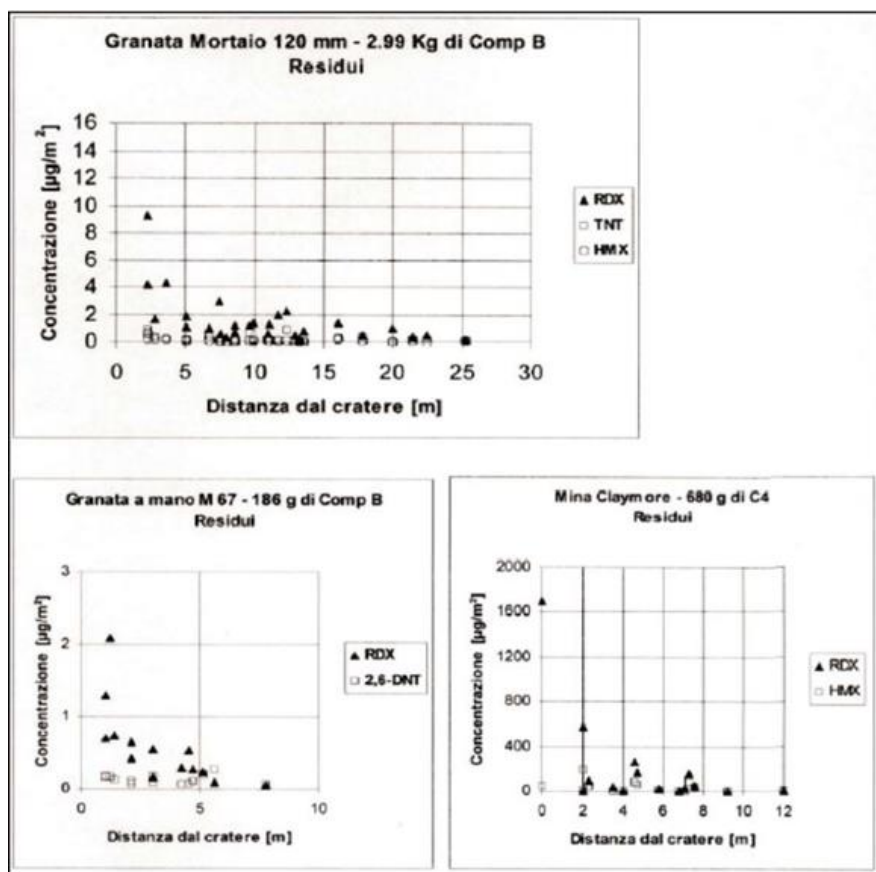 Granata Mortaio 120 mm - 2.99 Kg di Comp B
Residui
Concentrazione [µg/m²]
16
14
12
10
8
6
4
2
0
0 5 10 15 20 25 30
Distanza dal cratere [m]
RDX
TNT
HMX
Granata a mano M 67 - 186 g di Comp B
Residui
Concentrazione [µg/m²]
3
2
1
0
0 5 10
Distanza dal cratere [m]
RDX
2,6-DNT
Mina Claymore - 680 g di C4
Residui
Concentrazione [µg/m²]
2000
1600
1200
800
400
0
0 2 4 6 8 10 12
Distanza dal cratere [m]
RDX
HMX